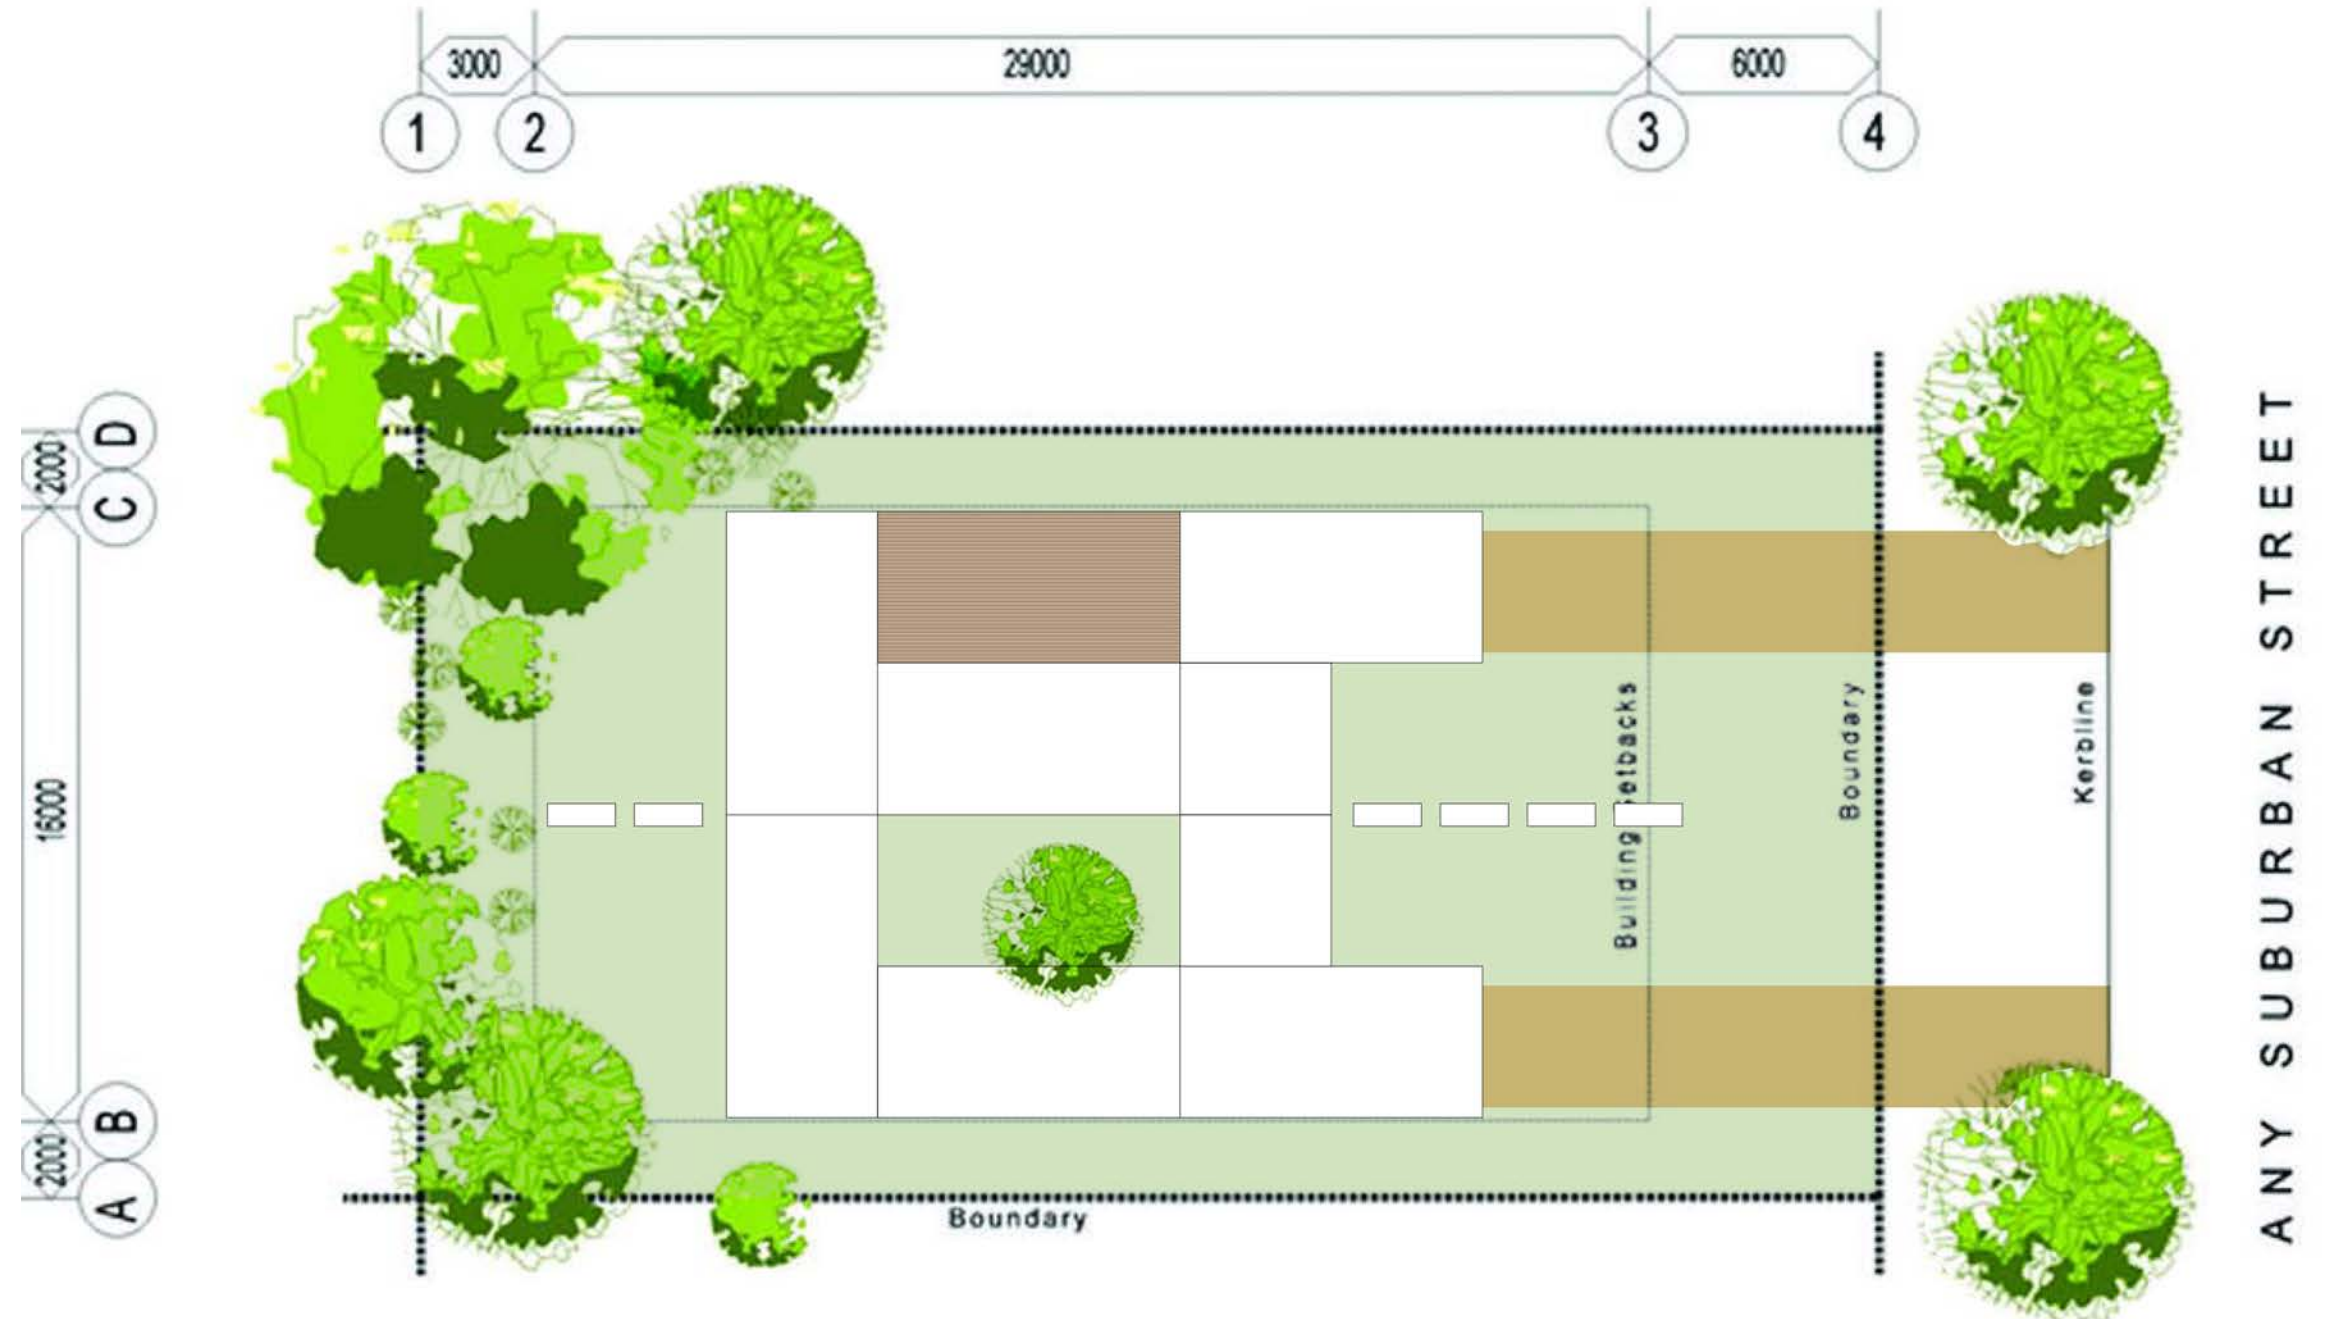 3000 29000 6000
1 2 3 4
D
2000
C
16000
B
2000
A
Building Setbacks
Boundary
Kerbline
ANY SUBURBAN STREET
Boundary